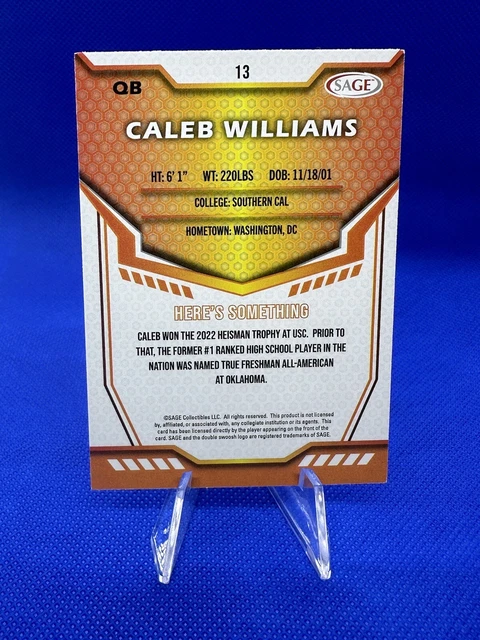 13
QB
SAGE
CALEB WILLIAMS
HT: 6' 1" WT: 220LBS DOB: 11/18/01
COLLEGE: SOUTHERN CAL
HOMETOWN: WASHINGTON, DC
HERE'S SOMETHING
CALEB WON THE 2022 HEISMAN TROPHY AT USC. PRIOR TO
THAT, THE FORMER #1 RANKED HIGH SCHOOL PLAYER IN THE
NATION WAS NAMED TRUE FRESHMAN ALL-AMERICAN
AT OKLAHOMA.
©SAGE Collectibles LLC. All rights reserved. This product is not licensed
by, affiliated, or associated with, any collegiate institution or its agents. This
card has been licensed directly by the player appearing on the front of the
card. SAGE and the double swoosh logo are registered trademarks of SAGE.